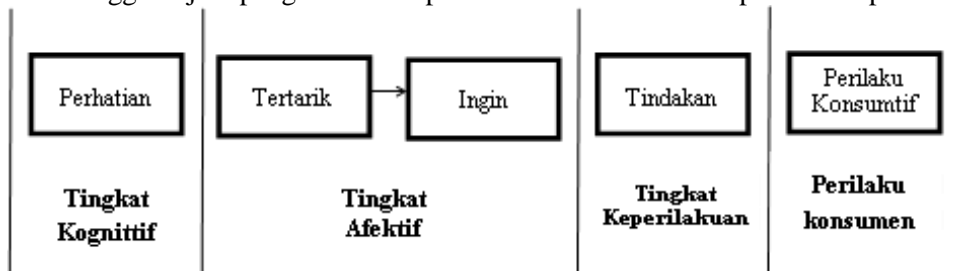 Perhatian
Tertarik
Ingin
Tindakan
Perilaku
Konsumtif
Tingkat
Kognittif
Tingkat
Afektif
Tingkat
Keperilakuan
Perilaku
konsumen